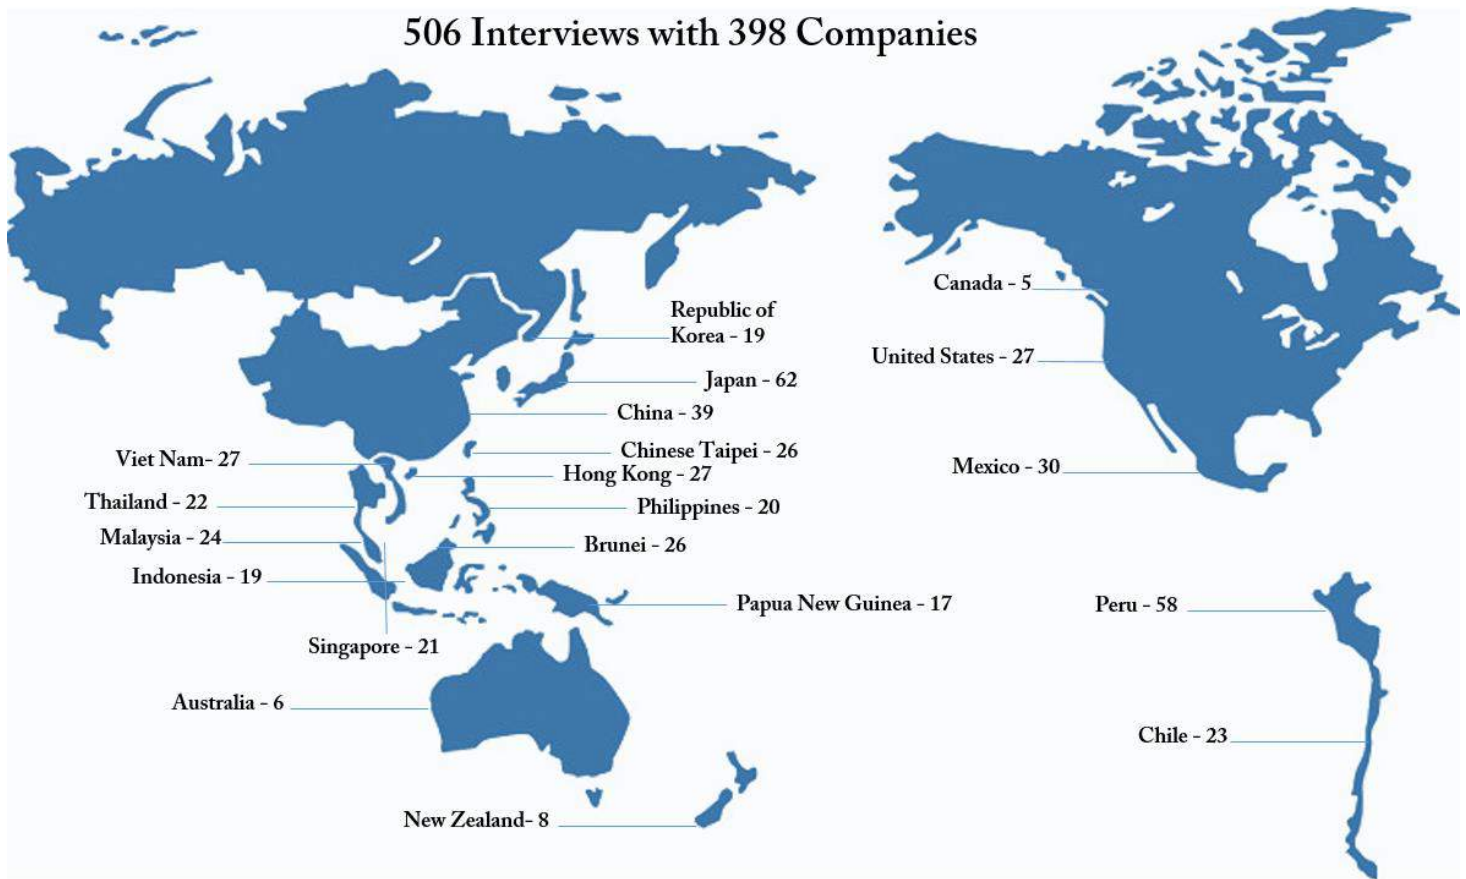 506 Interviews with 398 Companies
Canada - 5
Republic of
Korea - 19
United States - 27
Japan - 62
China - 39
Chinese Taipei - 26
Viet Nam- 27
Mexico - 30
Hong Kong - 27
Thailand - 22
Philippines - 20
Malaysia - 24
Brunei - 26
Indonesia - 19
Papua New Guinea - 17
Peru - 58
Singapore - 21
Australia - 6
Chile - 23
New Zealand- 8